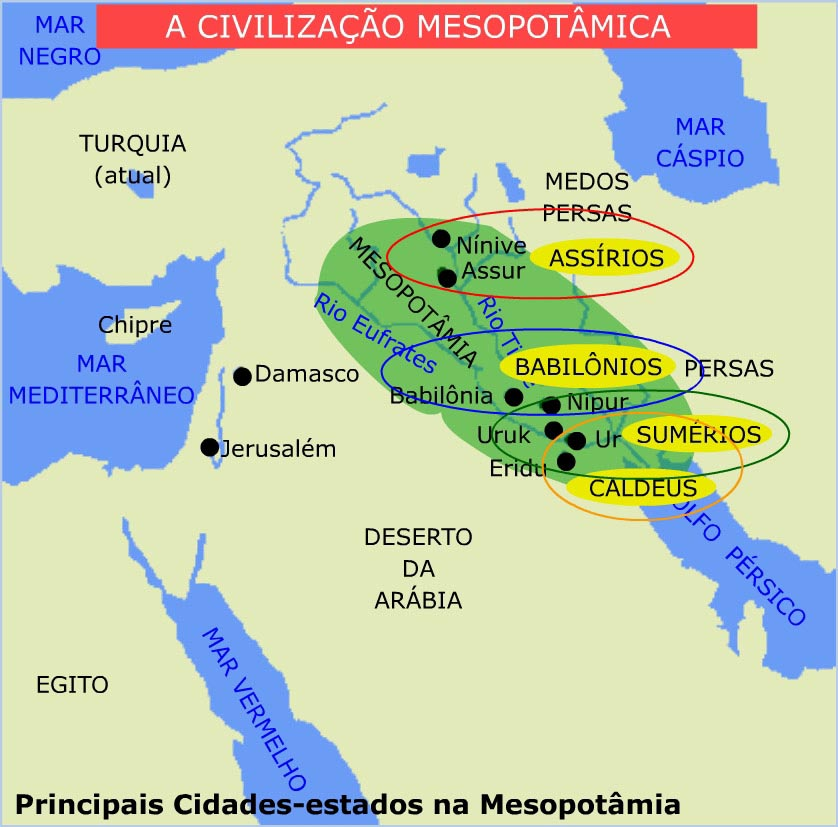 A CIVILIZAÇÃO MESOPOTÂMICA
MAR
NEGRO
TURQUIA
(atual)
MAR
CÁSPIO
MEDOS
PERSAS
Nínive
ASSÍRIOS
Assur
MESOPOTÂMIA
Rio Eufrates
Rio
Chipre
MAR
MEDITERRÂNEO
Damasco
BABILÔNIOS
PERSAS
Babilônia
Nipur
Uruk
Ur
SUMÉRIOS
Jerusalém
Eridu
CALDEUS
OLFO PÉRSICO
DESERTO
DA
ARÁBIA
EGITO
MAR VERMELHO
Principais Cidades-estados na Mesopotâmia